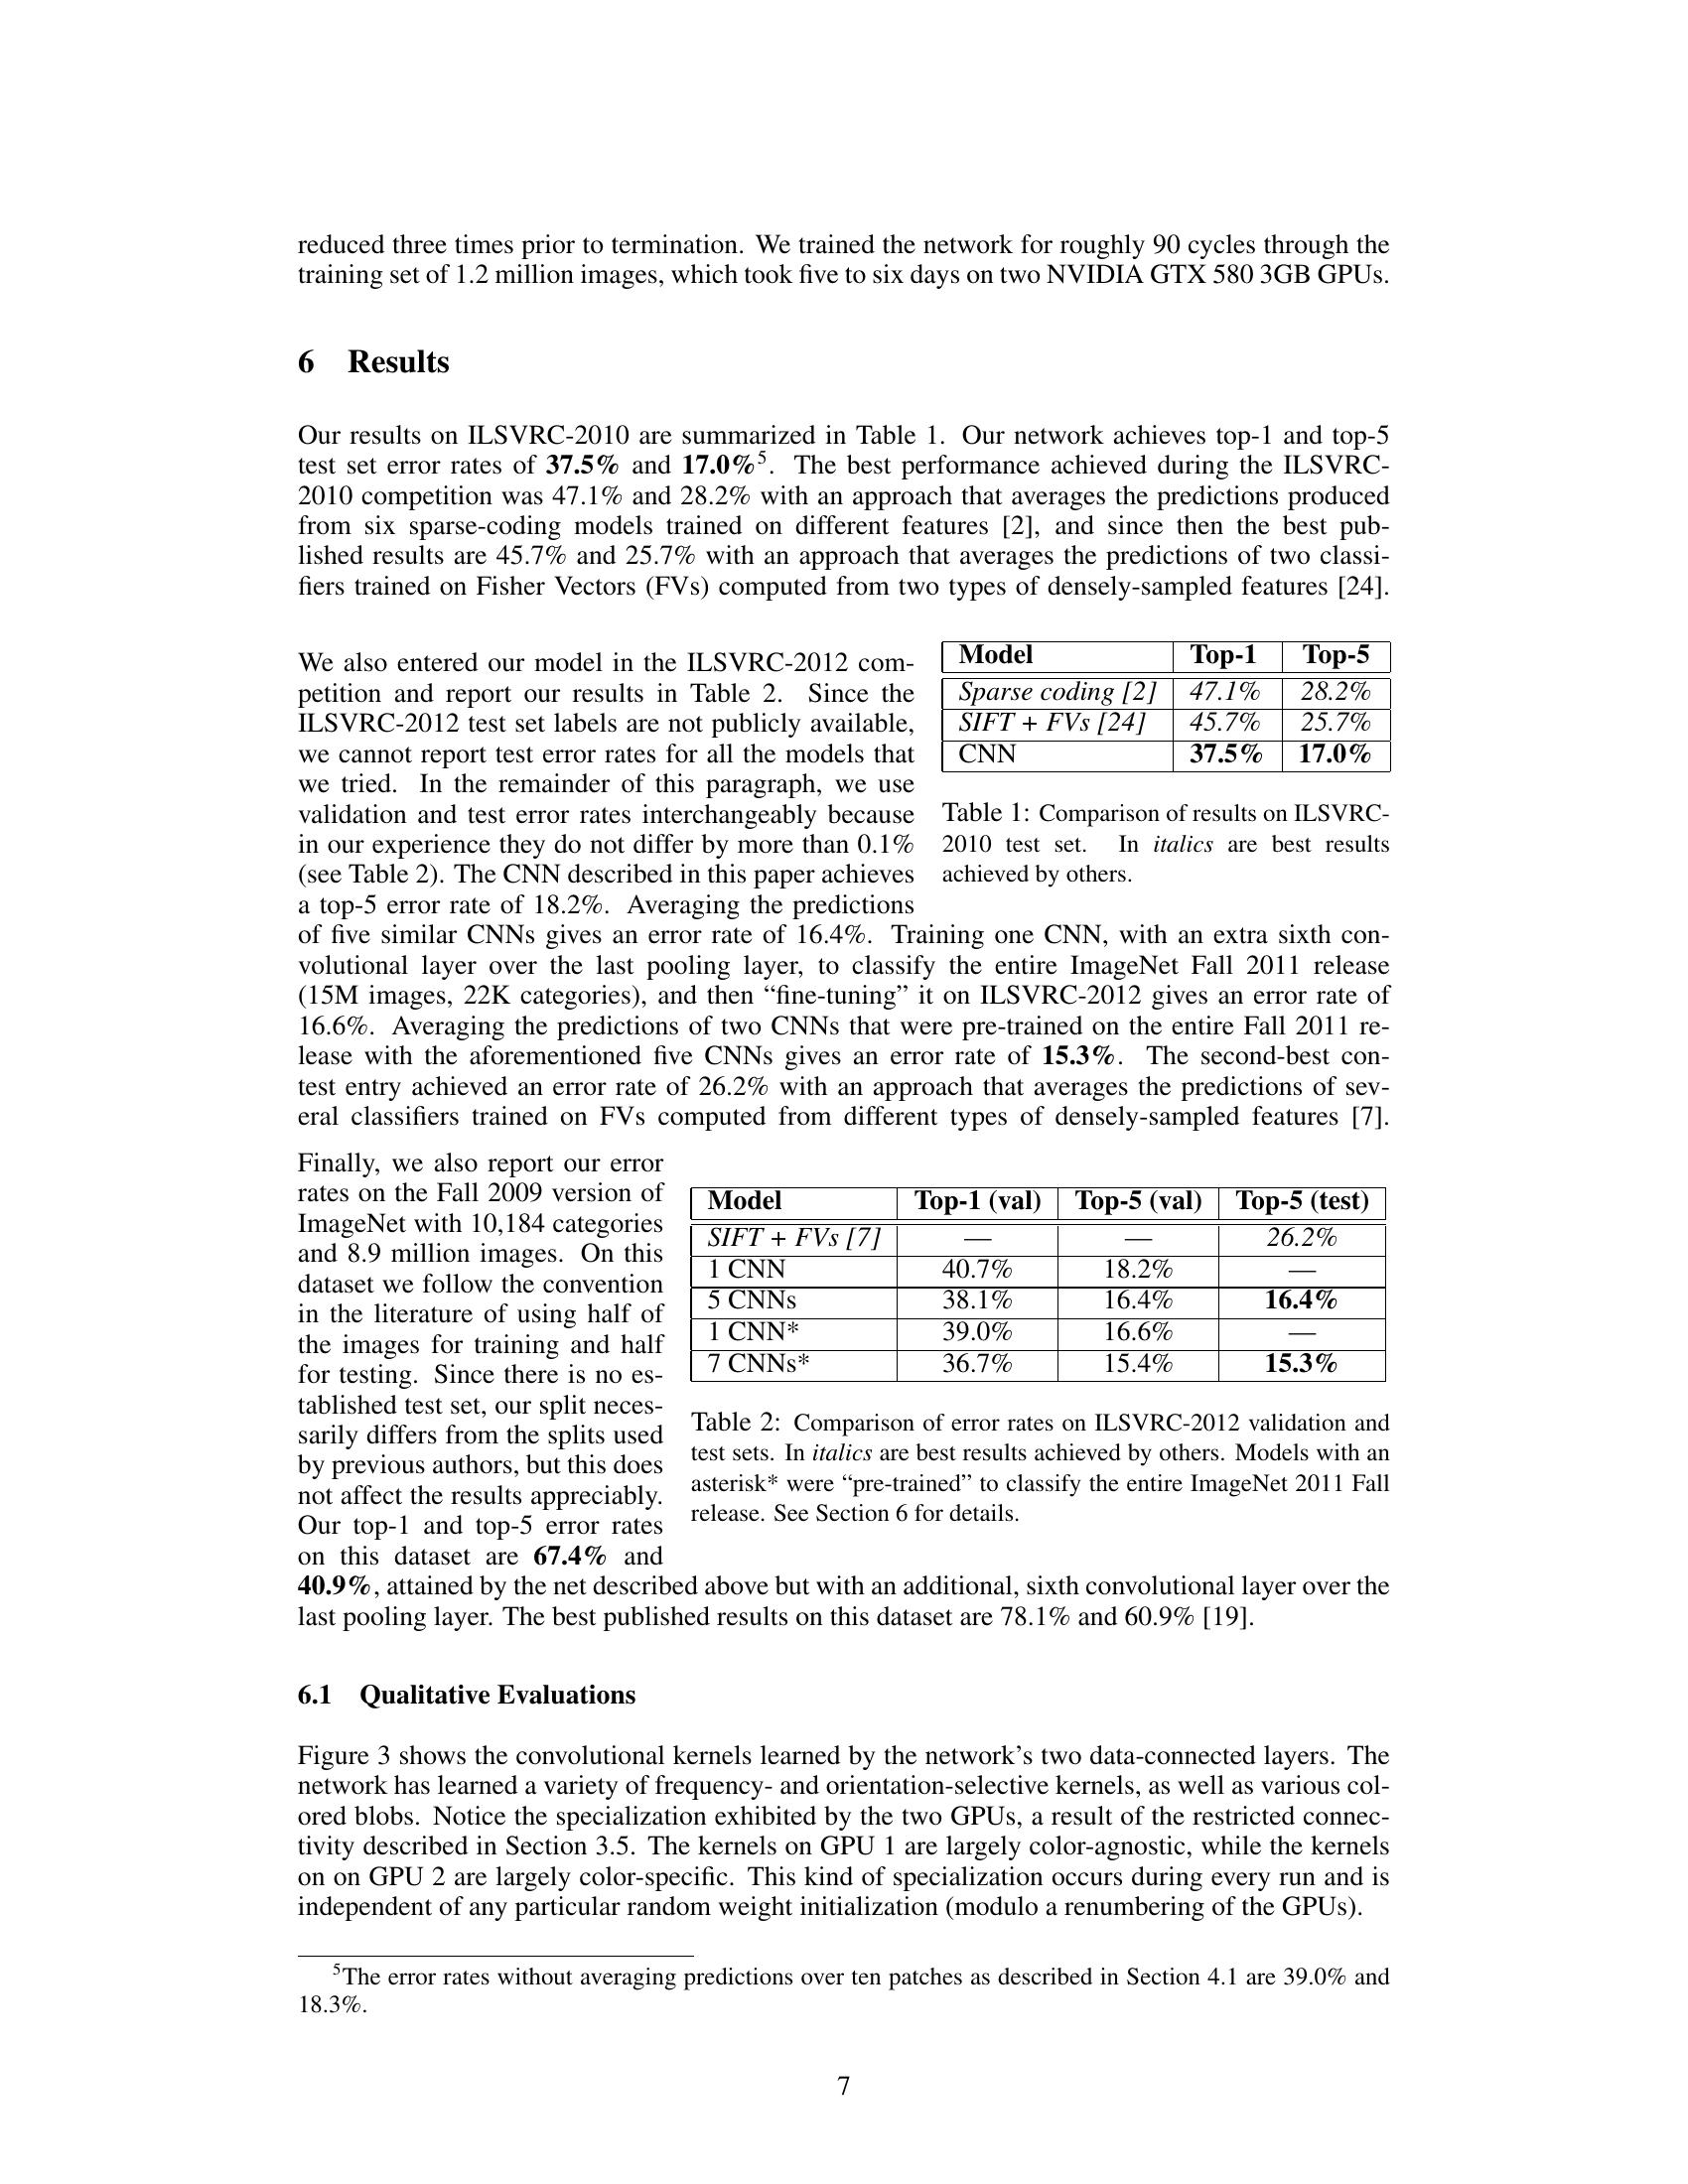 reduced three times prior to termination. We trained the network for roughly 90 cycles through the
training set of 1.2 million images, which took five to six days on two NVIDIA GTX 580 3GB GPUs.
6 Results
Our results on ILSVRC-2010 are summarized in Table 1. Our network achieves top-1 and top-5
test set error rates of 37.5% and 17.0%⁵. The best performance achieved during the ILSVRC-
2010 competition was 47.1% and 28.2% with an approach that averages the predictions produced
from six sparse-coding models trained on different features [2], and since then the best pub-
lished results are 45.7% and 25.7% with an approach that averages the predictions of two classi-
fiers trained on Fisher Vectors (FVs) computed from two types of densely-sampled features [24].
We also entered our model in the ILSVRC-2012 com-
petition and report our results in Table 2. Since the
ILSVRC-2012 test set labels are not publicly available,
we cannot report test error rates for all the models that
we tried. In the remainder of this paragraph, we use
validation and test error rates interchangeably because
in our experience they do not differ by more than 0.1%
(see Table 2). The CNN described in this paper achieves
a top-5 error rate of 18.2%. Averaging the predictions
Model Top-1 Top-5
Sparse coding [2] 47.1% 28.2%
SIFT + FVs [24] 45.7% 25.7%
CNN 37.5% 17.0%
Table 1: Comparison of results on ILSVRC-
2010 test set. In italics are best results
achieved by others.
of five similar CNNs gives an error rate of 16.4%. Training one CNN, with an extra sixth con-
volutional layer over the last pooling layer, to classify the entire ImageNet Fall 2011 release
(15M images, 22K categories), and then “fine-tuning” it on ILSVRC-2012 gives an error rate of
16.6%. Averaging the predictions of two CNNs that were pre-trained on the entire Fall 2011 re-
lease with the aforementioned five CNNs gives an error rate of 15.3%. The second-best con-
test entry achieved an error rate of 26.2% with an approach that averages the predictions of sev-
eral classifiers trained on FVs computed from different types of densely-sampled features [7].
Finally, we also report our error
rates on the Fall 2009 version of
ImageNet with 10,184 categories
and 8.9 million images. On this
dataset we follow the convention
in the literature of using half of
the images for training and half
for testing. Since there is no es-
tablished test set, our split neces-
sarily differs from the splits used
by previous authors, but this does
not affect the results appreciably.
Our top-1 and top-5 error rates
on this dataset are 67.4% and
Model Top-1 (val) Top-5 (val) Top-5 (test)
SIFT + FVs [7] — — 26.2%
1 CNN 40.7% 18.2% —
5 CNNs 38.1% 16.4% 16.4%
1 CNN* 39.0% 16.6% —
7 CNNs* 36.7% 15.4% 15.3%
Table 2: Comparison of error rates on ILSVRC-2012 validation and
test sets. In italics are best results achieved by others. Models with an
asterisk* were “pre-trained” to classify the entire ImageNet 2011 Fall
release. See Section 6 for details.
40.9%, attained by the net described above but with an additional, sixth convolutional layer over the
last pooling layer. The best published results on this dataset are 78.1% and 60.9% [19].
6.1 Qualitative Evaluations
Figure 3 shows the convolutional kernels learned by the network’s two data-connected layers. The
network has learned a variety of frequency- and orientation-selective kernels, as well as various col-
ored blobs. Notice the specialization exhibited by the two GPUs, a result of the restricted connec-
tivity described in Section 3.5. The kernels on GPU 1 are largely color-agnostic, while the kernels
on on GPU 2 are largely color-specific. This kind of specialization occurs during every run and is
independent of any particular random weight initialization (modulo a renumbering of the GPUs).
⁵The error rates without averaging predictions over ten patches as described in Section 4.1 are 39.0% and
18.3%.
7